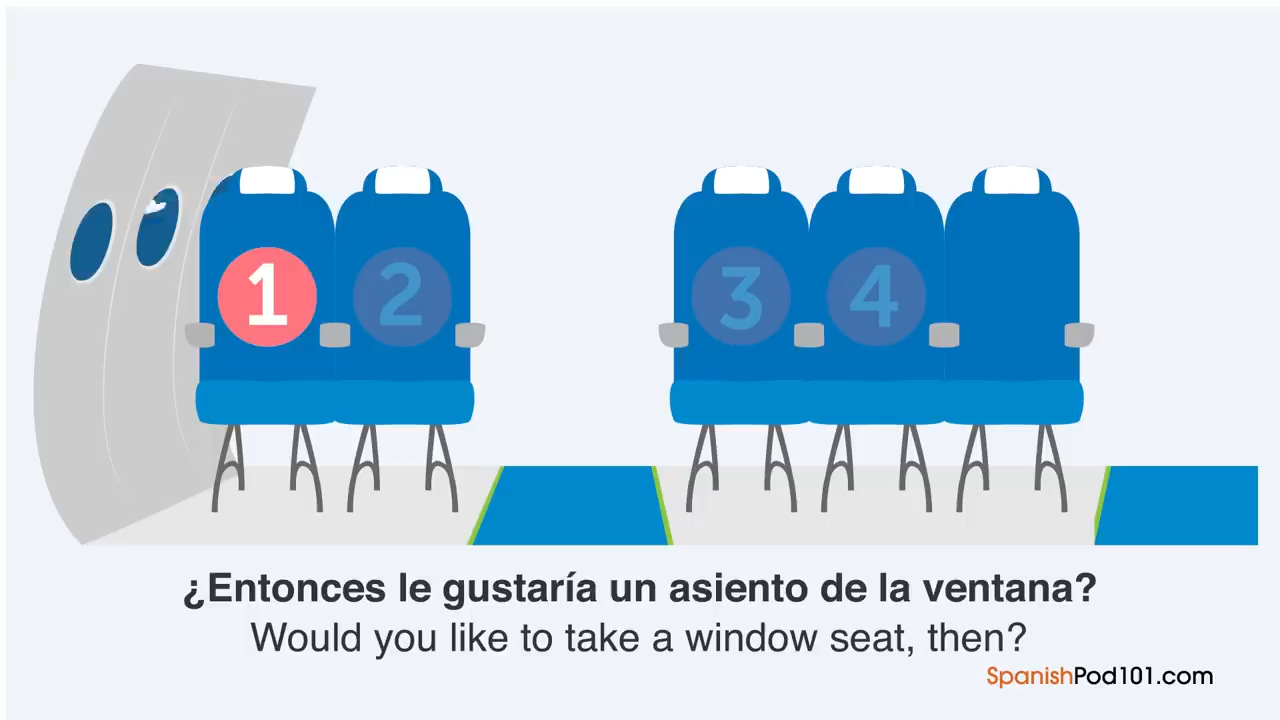 1 2 3 4
¿Entonces le gustaría un asiento de la ventana?
Would you like to take a window seat, then?
SpanishPod101.com